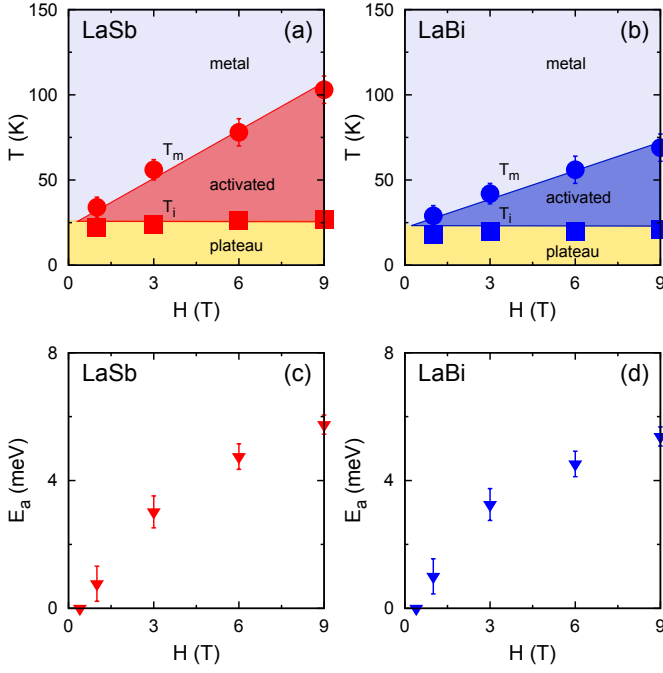 LaSb
(a)
metal
T_m
activated
T_i
plateau
T (K)
150
100
50
0
0 3 6 9
H (T)
LaBi
(b)
metal
T_m
activated
T_i
plateau
T (K)
150
100
50
0
0 3 6 9
H (T)
LaSb
(c)
E_a (meV)
8
4
0
0 3 6 9
H (T)
LaBi
(d)
E_a (meV)
8
4
0
0 3 6 9
H (T)